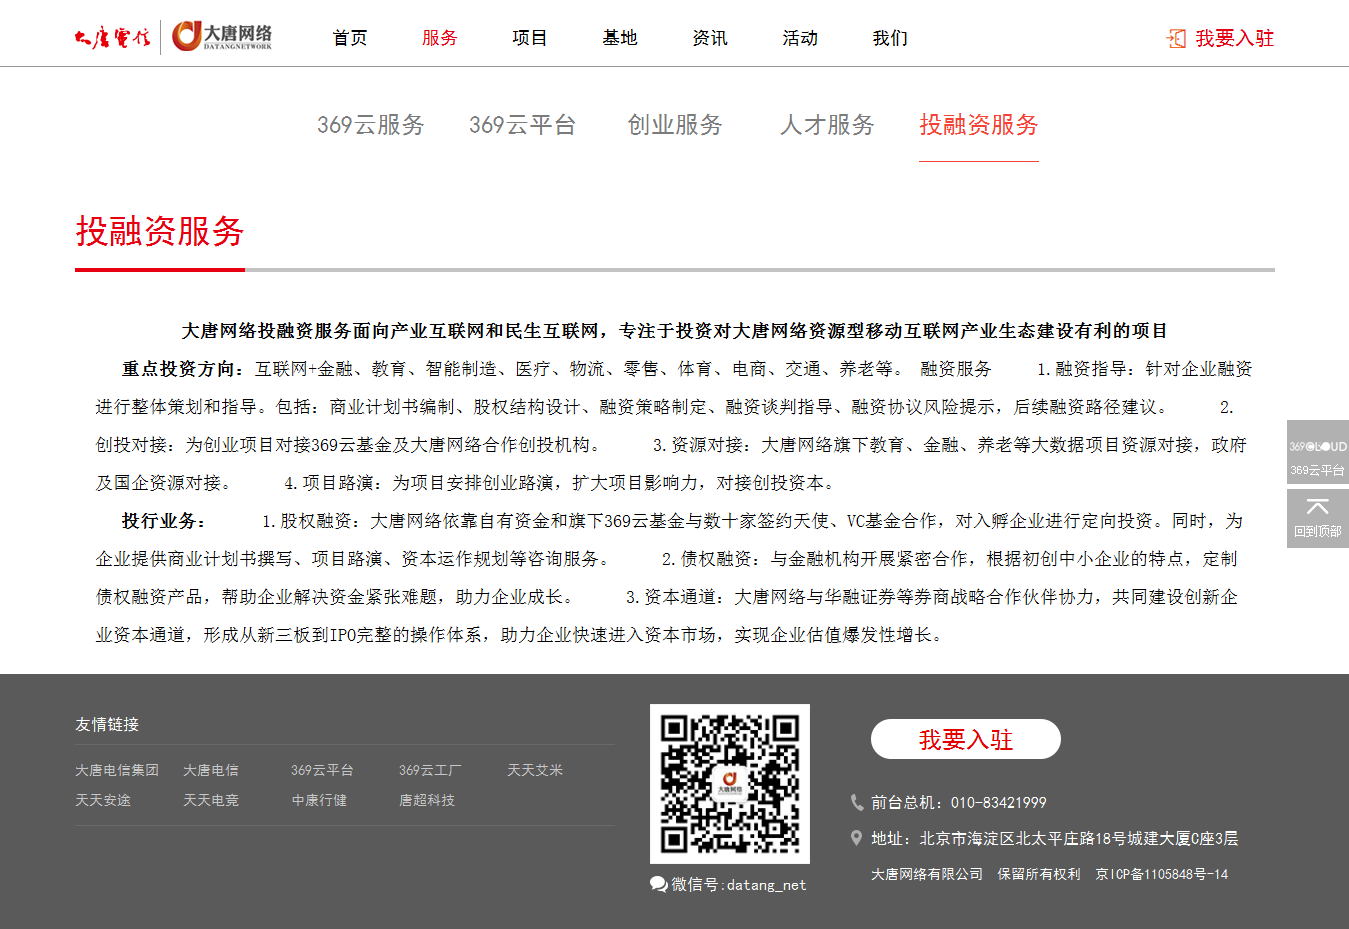 大唐電信 大唐网络 DATANGNETWORK 首页 服务 项目 基地 资讯 活动 我们 我要入驻
369云服务 369云平台 创业服务 人才服务 投融资服务
投融资服务
大唐网络投融资服务面向产业互联网和民生互联网，专注于投资对大唐网络资源型移动互联网产业生态建设有利的项目
重点投资方向：互联网+金融、教育、智能制造、医疗、物流、零售、体育、电商、交通、养老等。 融资服务 1.融资指导：针对企业融资
进行整体策划和指导。包括：商业计划书编制、股权结构设计、融资策略制定、融资谈判指导、融资协议风险提示，后续融资路径建议。 2.
创投对接：为创业项目对接369云基金及大唐网络合作创投机构。 3.资源对接：大唐网络旗下教育、金融、养老等大数据项目资源对接，政府
及国企资源对接。 4.项目路演：为项目安排创业路演，扩大项目影响力，对接创投资本。
投行业务： 1.股权融资：大唐网络依靠自有资金和旗下369云基金与数十家签约天使、VC基金合作，对入孵企业进行定向投资。同时，为
企业提供商业计划书撰写、项目路演、资本运作规划等咨询服务。 2.债权融资：与金融机构开展紧密合作，根据初创中小企业的特点，定制
债权融资产品，帮助企业解决资金紧张难题，助力企业成长。 3.资本通道：大唐网络与华融证券等券商战略合作伙伴协力，共同建设创新企
业资本通道，形成从新三板到IPO完整的操作体系，助力企业快速进入资本市场，实现企业估值爆发性增长。
369CLOUD
369云平台
回到顶部
友情链接
大唐电信集团 大唐电信 369云平台 369云工厂 天天艾米
天天安途 天天电竞 中康行健 唐超科技
大唐网络
微信号:datang_net
我要入驻
前台总机：010-83421999
地址：北京市海淀区北太平庄路18号城建大厦C座3层
大唐网络有限公司 保留所有权利 京ICP备1105848号-14